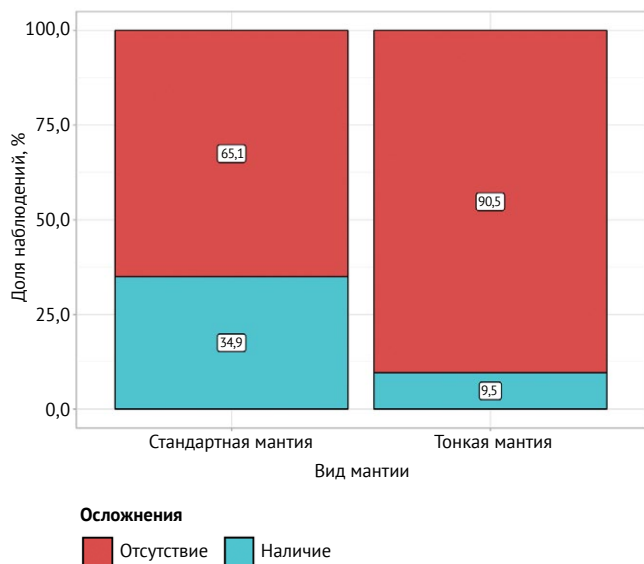 100,0
75,0
50,0
25,0
0,0
Доля наблюдений, %
65,1
90,5
34,9
9,5
Стандартная мантия
Тонкая мантия
Вид мантии
Осложнения
Отсутствие
Наличие